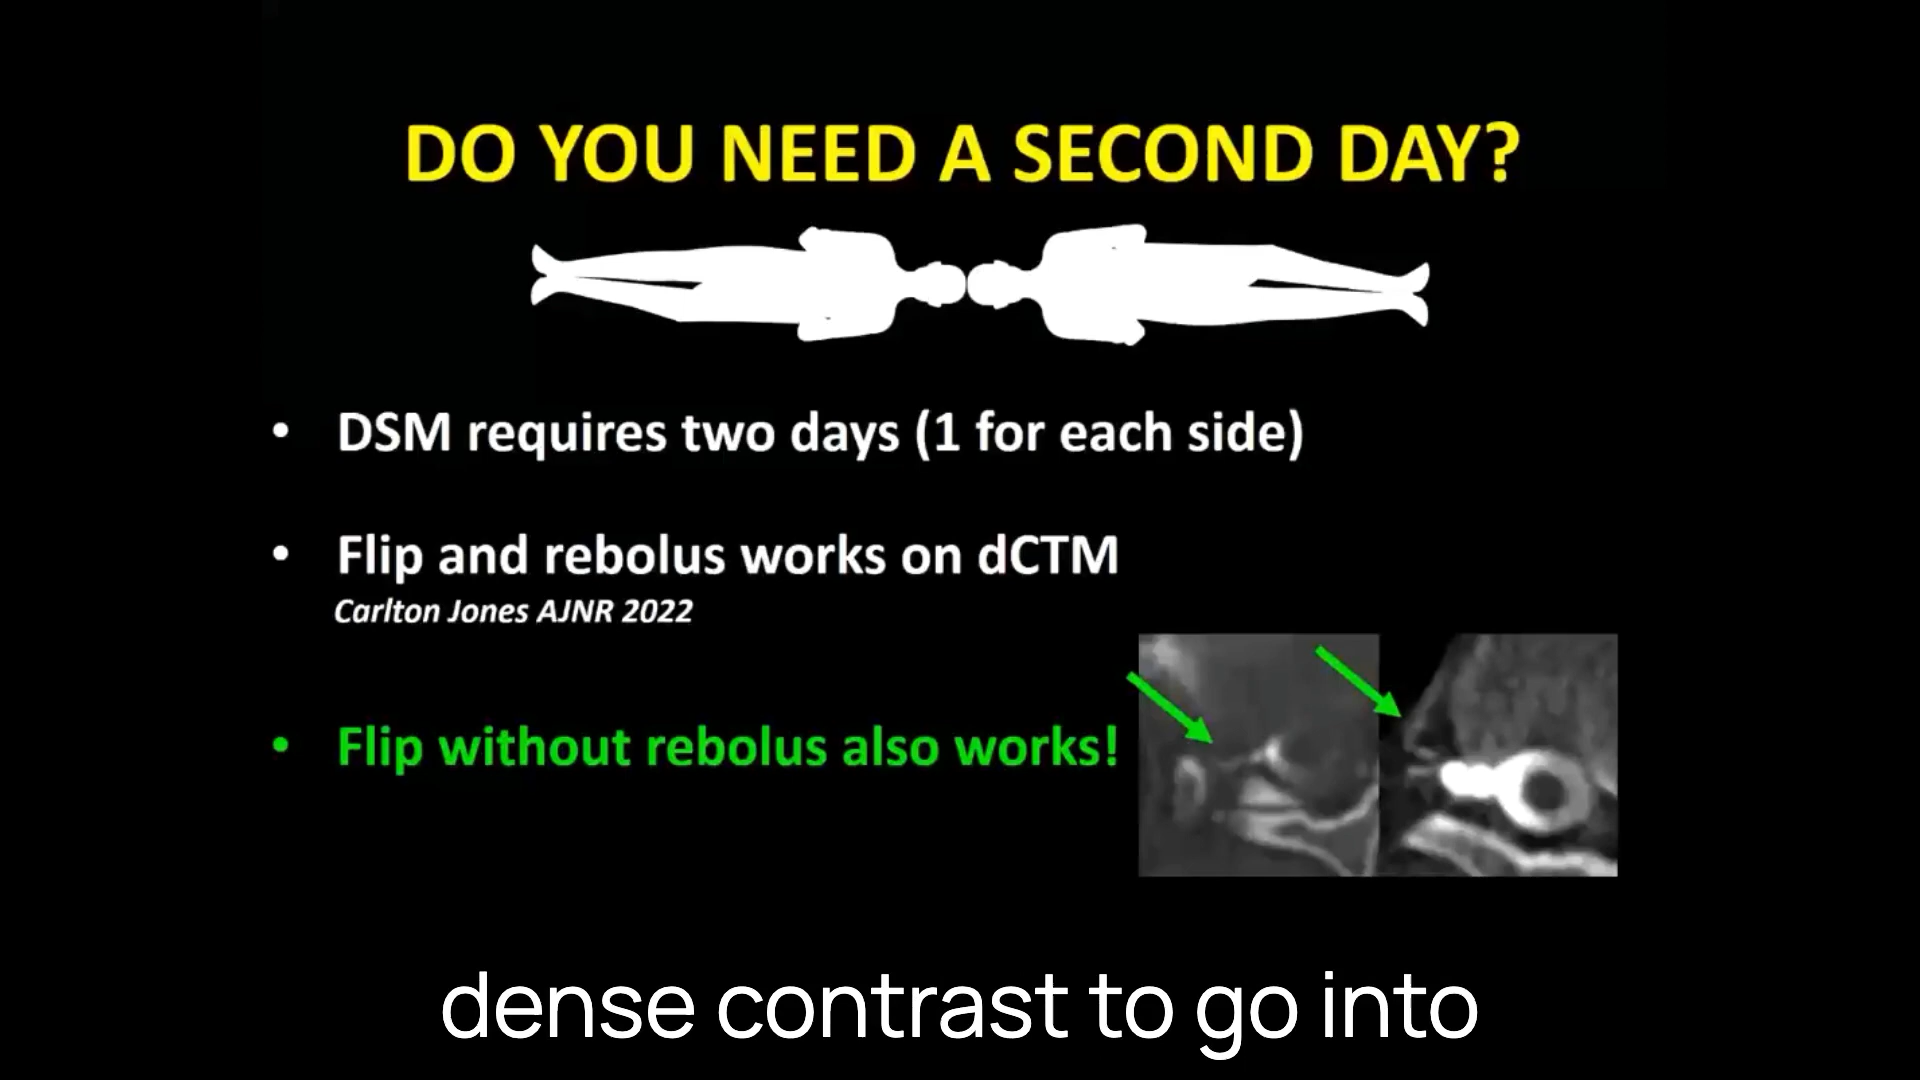 DO YOU NEED A SECOND DAY?
• DSM requires two days (1 for each side)
• Flip and rebolus works on dCTM
Carlton Jones AJNR 2022
• Flip without rebolus also works!
dense contrast to go into